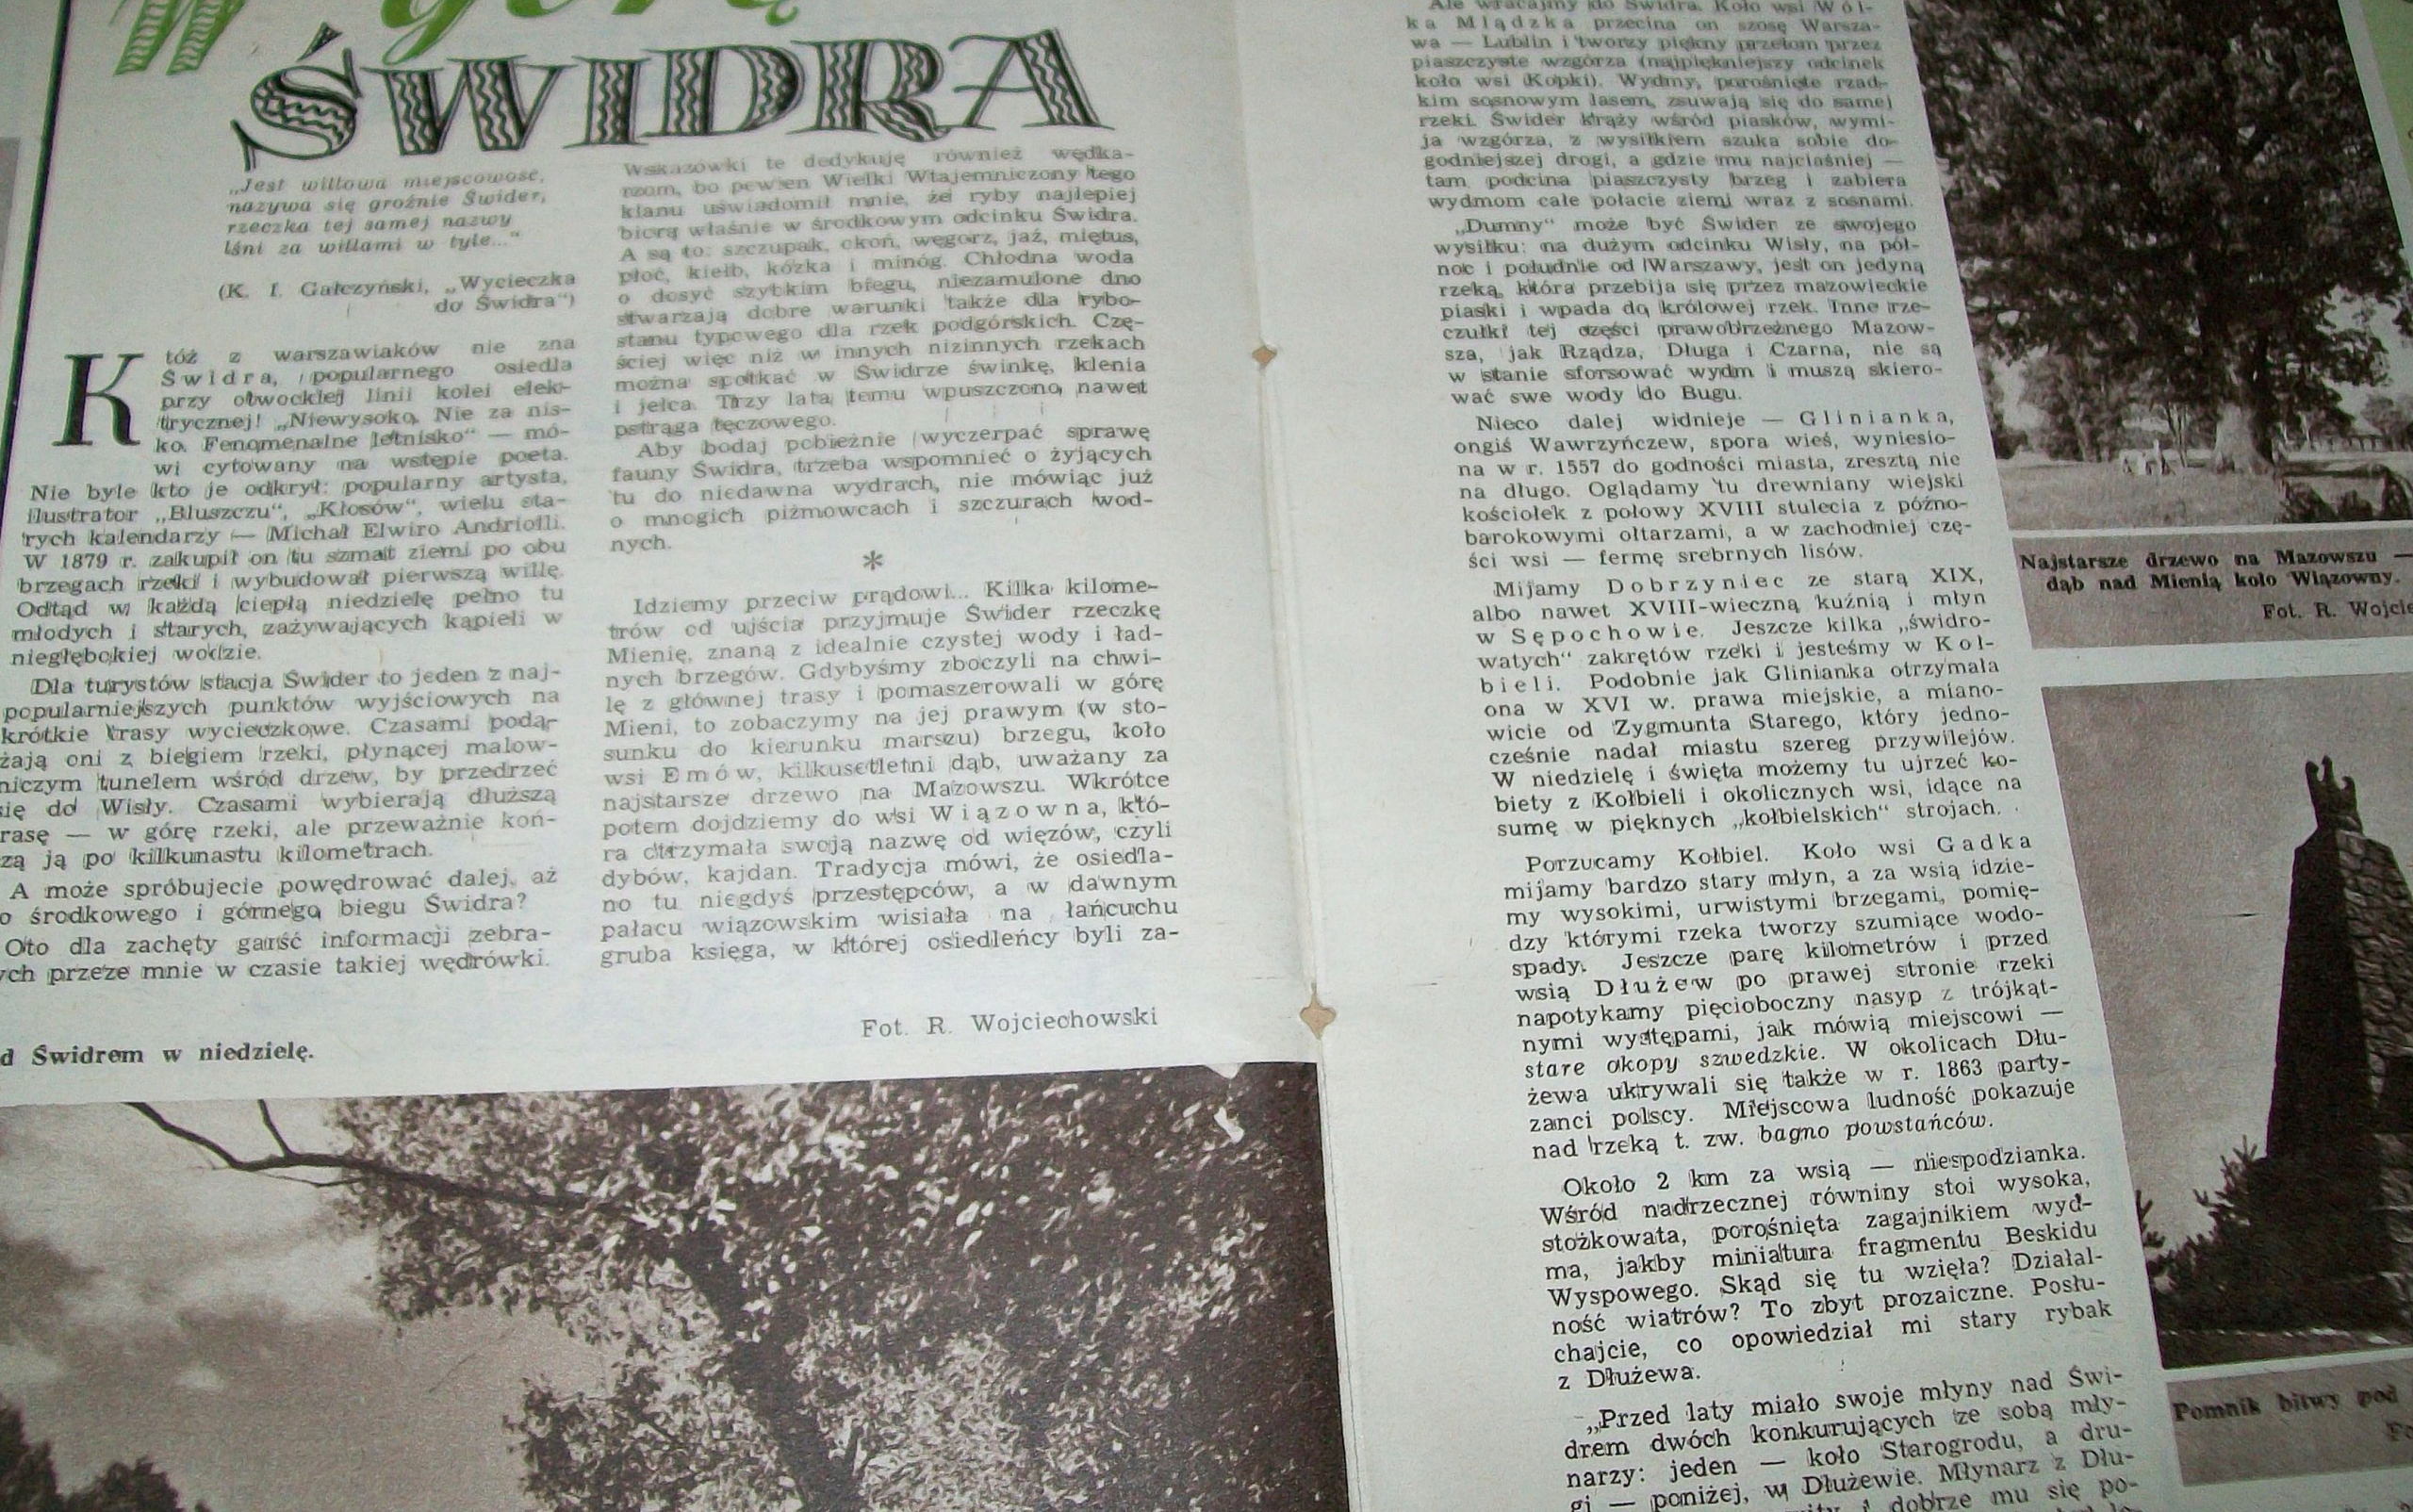 W górę
ŚWIDRA
„Jest willowa miejscowość,
nazywa się groźnie Świder,
rzeczka tej samej nazwy
lśni za willami w tyle..."
(K. I. Gałczyński, „Wycieczka
do Świdra")
Któż z warszawiaków nie zna
Świdra, popularnego osiedla
przy otwockiej linii kolei elek-
trycznej! „Niewysoko. Nie za nis-
ko. Fenomenalne letnisko" — mó-
wi cytowany na wstępie poeta.
Nie byle kto je odkrył: popularny artysta,
ilustrator „Bluszczu", „Kłosów", wielu sta-
rych kalendarzy — Michał Elwiro Andriolli.
W 1879 r. zakupił on tu szmat ziemi po obu
brzegach rzeki i wybudował pierwszą willę.
Odtąd w każdą ciepłą niedzielę pełno tu
młodych i starych, zażywających kąpieli w
niegłębokiej wodzie.
Dla turystów stacja Świder to jeden z naj-
popularniejszych punktów wyjściowych na
krótkie trasy wycieczkowe. Czasami podą-
żają oni z biegiem rzeki, płynącej malow-
niczym tunelem wśród drzew, by przedrzeć
się do Wisły. Czasami wybierają dłuższą
rasę — w górę rzeki, ale przeważnie koń-
zą ją po kilkunastu kilometrach.
A może spróbujecie powędrować dalej, aż
o środkowego i górnego biegu Świdra?
Oto dla zachęty garść informacji zebra-
ych przeze mnie w czasie takiej wędrówki.
Wskazówki te dedykuję również wędka-
rzom, bo pewien Wielki Wtajemniczony tego
klanu uświadomił mnie, że ryby najlepiej
biorą właśnie w środkowym odcinku Świdra.
A są to: szczupak, okoń, węgorz, jaź, miętus,
płoć, kiełb, kózka i minóg. Chłodna woda
o dosyć szybkim biegu, niezamulone dno
stwarzają dobre warunki także dla rybo-
stanu typowego dla rzek podgórskich. Czę-
ściej więc niż w innych nizinnych rzekach
można spotkać w Świdrze świnkę, klenia
i jelca. Trzy lata temu wpuszczono nawet
pstrąga tęczowego.
Aby bodaj pobieżnie wyczerpać sprawę
fauny Świdra, trzeba wspomnieć o żyjących
tu do niedawna wydrach, nie mówiąc już
o mnogich piżmowcach i szczurach wod-
nych.
*
Idziemy przeciw prądowi... Kilka kilome-
trów od ujścia przyjmuje Świder rzeczkę
Mienię, znaną z idealnie czystej wody i ład-
nych brzegów. Gdybyśmy zboczyli na chwi-
lę z głównej trasy i pomaszerowali w górę
Mieni, to zobaczymy na jej prawym (w sto-
sunku do kierunku marszu) brzegu, koło
wsi Emów, kilkusetletni dąb, uważany za
najstarsze drzewo na Mazowszu. Wkrótce
potem dojdziemy do wsi Wiązowna, któ-
ra otrzymała swoją nazwę od więzów, czyli
dybów, kajdan. Tradycja mówi, że osiedla-
no tu niegdyś przestępców, a w dawnym
pałacu wiązowskim wisiała na łańcuchu
gruba księga, w której osiedleńcy byli za-
Fot. R. Wojciechowski
d Świdrem w niedzielę.
Ale wracajmy do Świdra. Koło wsi Wól-
ka Mlądzka przecina on szosę Warsza-
wa — Lublin i tworzy piękny przełom przez
piaszczyste wzgórza (najpiękniejszy odcinek
koło wsi Kopki). Wydmy, porośnięte rzad-
kim sosnowym lasem, zsuwają się do samej
rzeki. Świder krąży wśród piasków, wymi-
ja wzgórza, z wysiłkiem szuka sobie do-
godniejszej drogi, a gdzie mu najciaśniej —
tam podcina piaszczysty brzeg i zabiera
wydmom całe połacie ziemi wraz z sosnami.
„Dumny" może być Świder ze swojego
wysiłku: na dużym odcinku Wisły, na pół-
noc i południe od Warszawy, jest on jedyną
rzeką, która przebija się przez mazowieckie
piaski i wpada do królowej rzek. Inne rze-
czułki tej części prawobrzeżnego Mazow-
sza, jak Rządza, Długa i Czarna, nie są
w stanie sforsować wydm i muszą skiero-
wać swe wody do Bugu.
Nieco dalej widnieje — Glinianka,
ongiś Wawrzyńczew, spora wieś, wyniesio-
na w r. 1557 do godności miasta, zresztą nie
na długo. Oglądamy tu drewniany wiejski
kościołek z połowy XVIII stulecia z późno-
barokowymi ołtarzami, a w zachodniej czę-
ści wsi — fermę srebrnych lisów.
Mijamy Dobrzyniec ze starą XIX,
albo nawet XVIII-wieczną kuźnią i młyn
w Sępochowie. Jeszcze kilka „świdro-
watych" zakrętów rzeki i jesteśmy w Koł-
bieli. Podobnie jak Glinianka otrzymała
ona w XVI w. prawa miejskie, a miano-
wicie od Zygmunta Starego, który jedno-
cześnie nadał miastu szereg przywilejów.
W niedzielę i święta możemy tu ujrzeć ko-
biety z Kołbieli i okolicznych wsi, idące na
sumę w pięknych „kołbielskich" strojach.
Porzucamy Kołbiel. Koło wsi Gadka
mijamy bardzo stary młyn, a za wsią idzie-
my wysokimi, urwistymi brzegami, pomię-
dzy którymi rzeka tworzy szumiące wodo-
spady. Jeszcze parę kilometrów i przed
wsią Dłużew po prawej stronie rzeki
napotykamy pięcioboczny nasyp z trójkąt-
nymi występami, jak mówią miejscowi —
stare okopy szwedzkie. W okolicach Dłu-
żewa ukrywali się także w r. 1863 party-
zanci polscy. Miejscowa ludność pokazuje
nad rzeką t. zw. bagno powstańców.
Około 2 km za wsią — niespodzianka.
Wśród nadrzecznej równiny stoi wysoka,
stożkowata, porośnięta zagajnikiem wyd-
ma, jakby miniatura fragmentu Beskidu
Wyspowego. Skąd się tu wzięła? Działal-
ność wiatrów? To zbyt prozaiczne. Posłu-
chajcie, co opowiedział mi stary rybak
z Dłużewa.
„Przed laty miało swoje młyny nad Świ-
drem dwóch konkurujących ze sobą mły-
narzy: jeden — koło Starogrodu, a dru-
gi — poniżej, w Dłużewie. Młynarz z Dłu-
i dobrze mu się po-
Najstarsze drzewo na Mazowszu —
dąb nad Mienią koło Wiązowny.
Fot. R. Wojcie
Pomnik bitwy pod
Fo